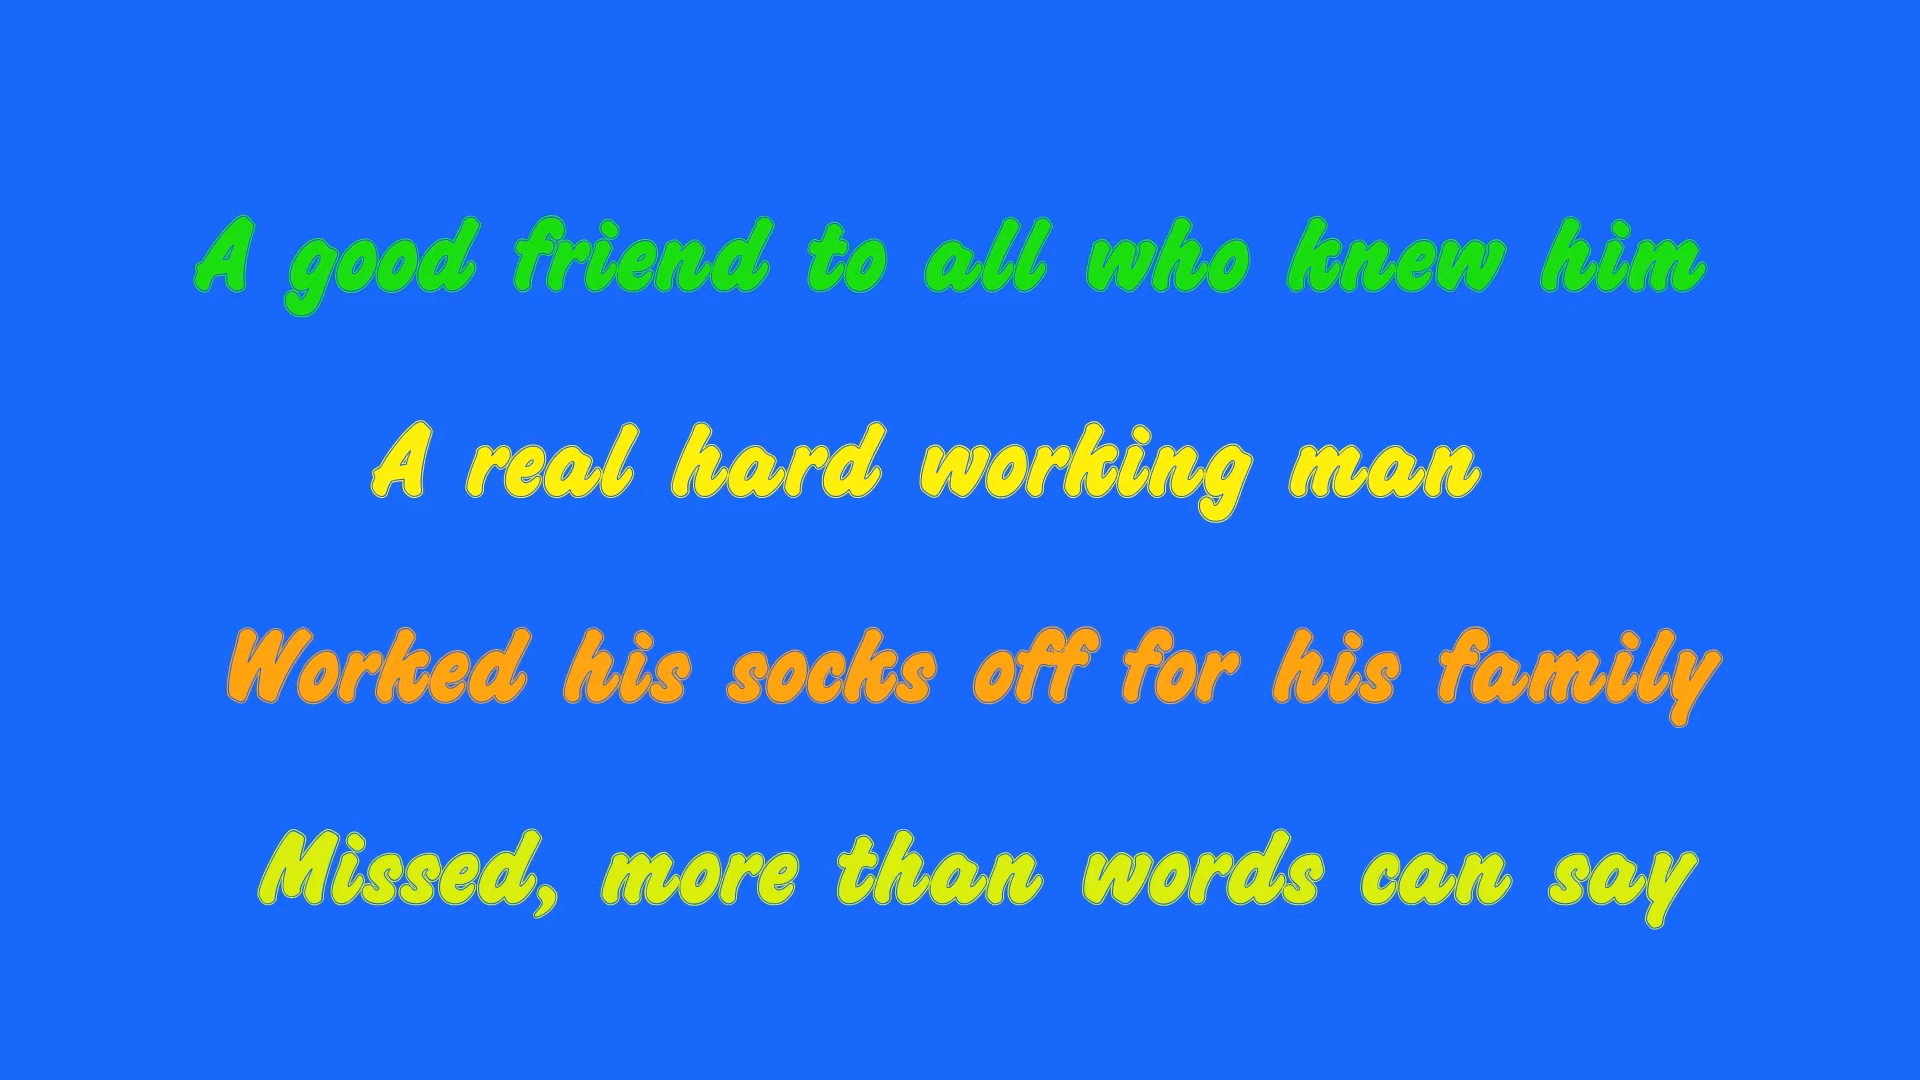 A good friend to all who knew him
A real hard working man
Worked his socks off for his family
Missed, more than words can say